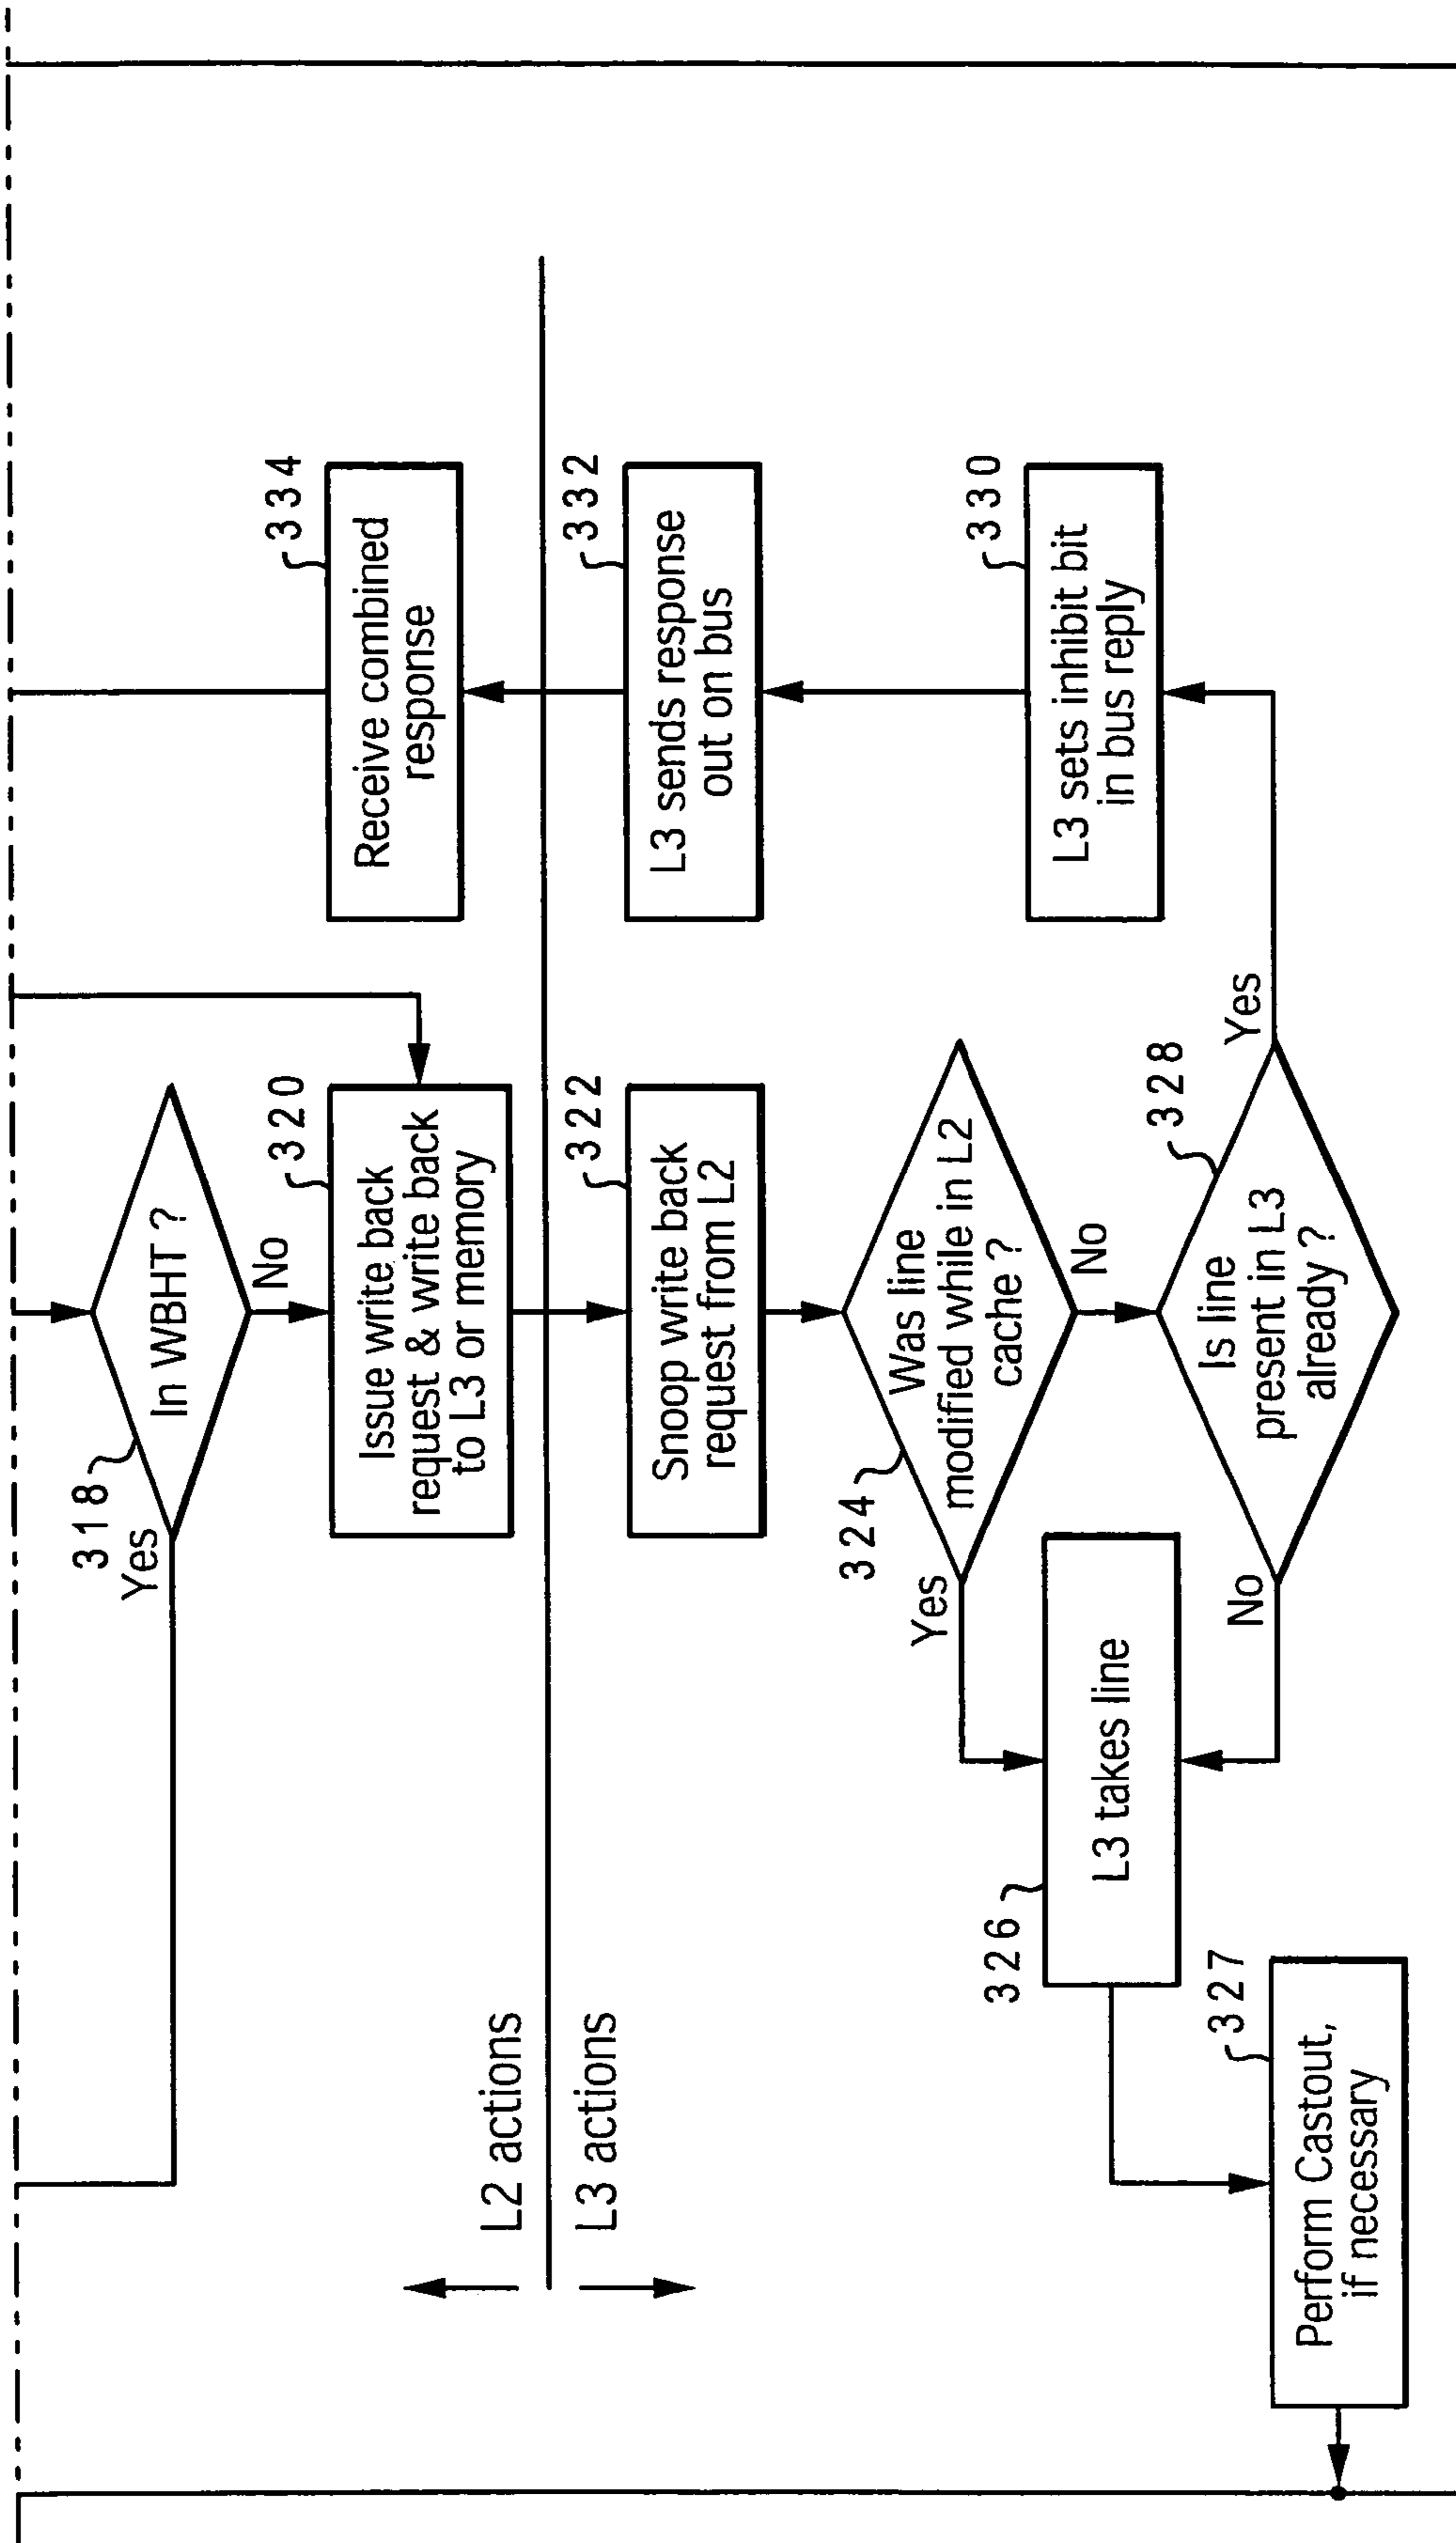 318
Yes
In WBHT ?
No
320
Issue write back
request & write back
to L3 or memory
334
Receive combined
response
L2 actions
L3 actions
322
Snoop write back
request from L2
332
L3 sends response
out on bus
324
Yes
Was line
modified while in L2
cache ?
No
326
L3 takes line
328
Is line
present in L3
already ?
No
Yes
330
L3 sets inhibit bit
in bus reply
327
Perform Castout,
if necessary